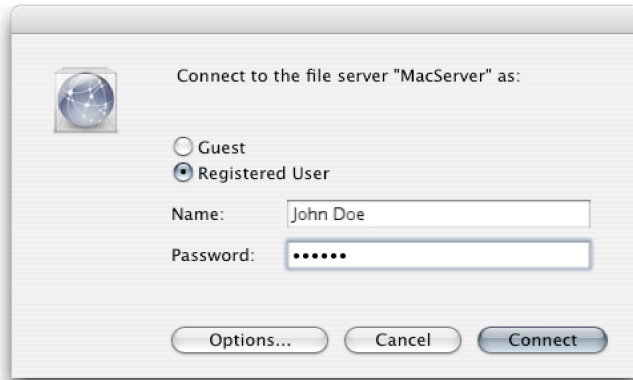 Connect to the file server "MacServer" as:
Guest
Registered User
Name: John Doe
Password: ••••••
Options... Cancel Connect